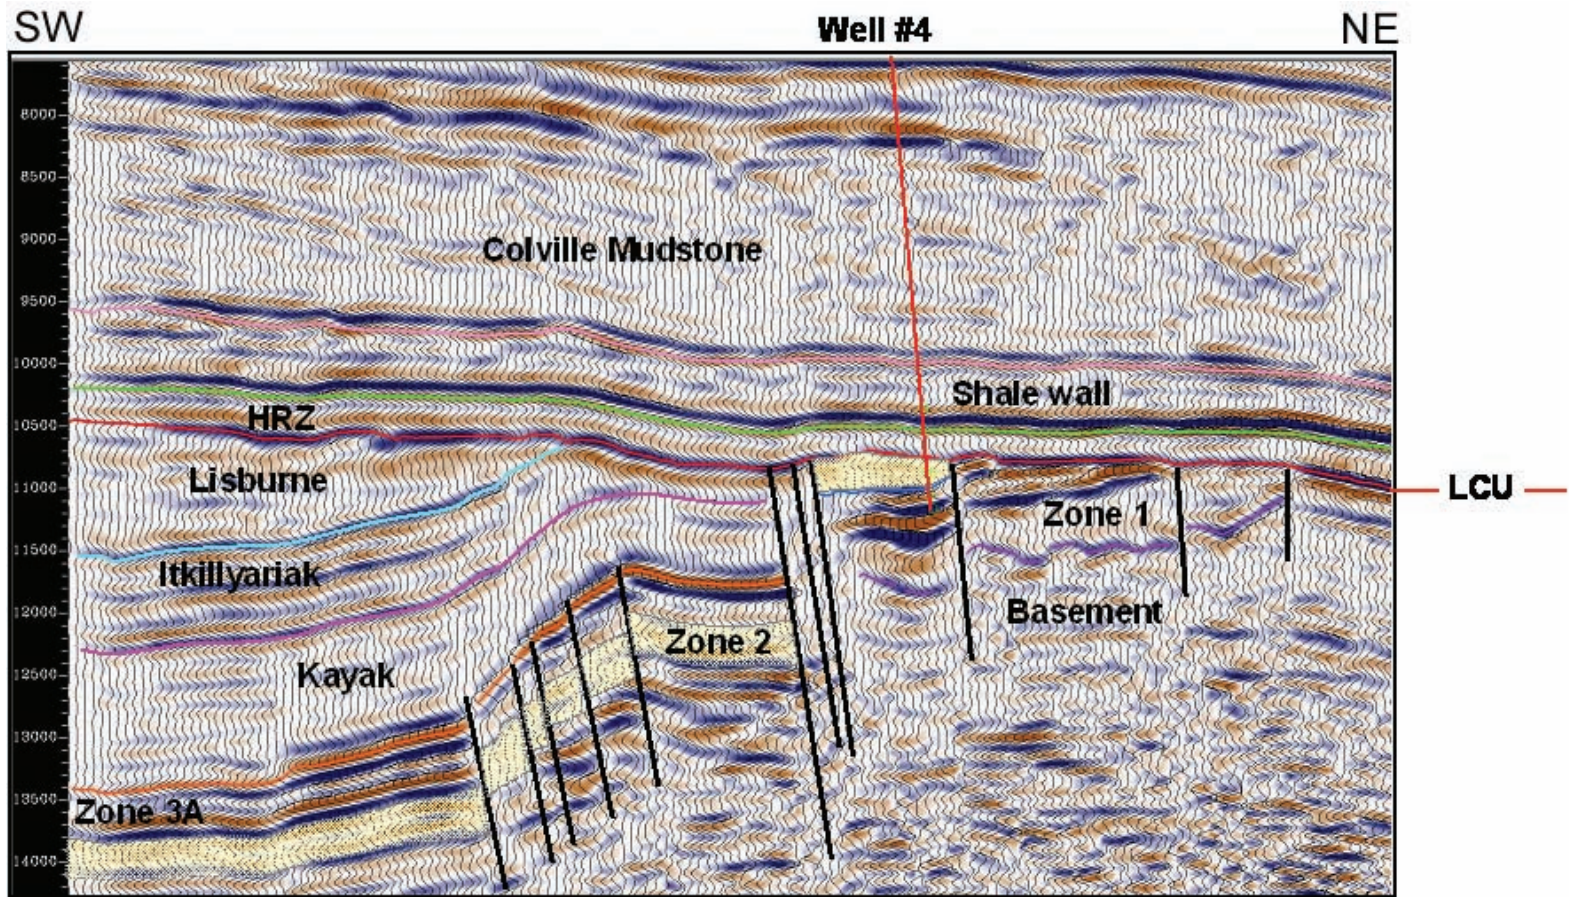 SW
Well #4
NE
8000
8500
9000
Colville Mudstone
9500
10000
Shale wall
HRZ
10500
Lisburne
11000
LCU
Zone 1
11500
Itkillyariak
Basement
12000
Zone 2
12500
Kayak
13000
13500
Zone 3A
14000